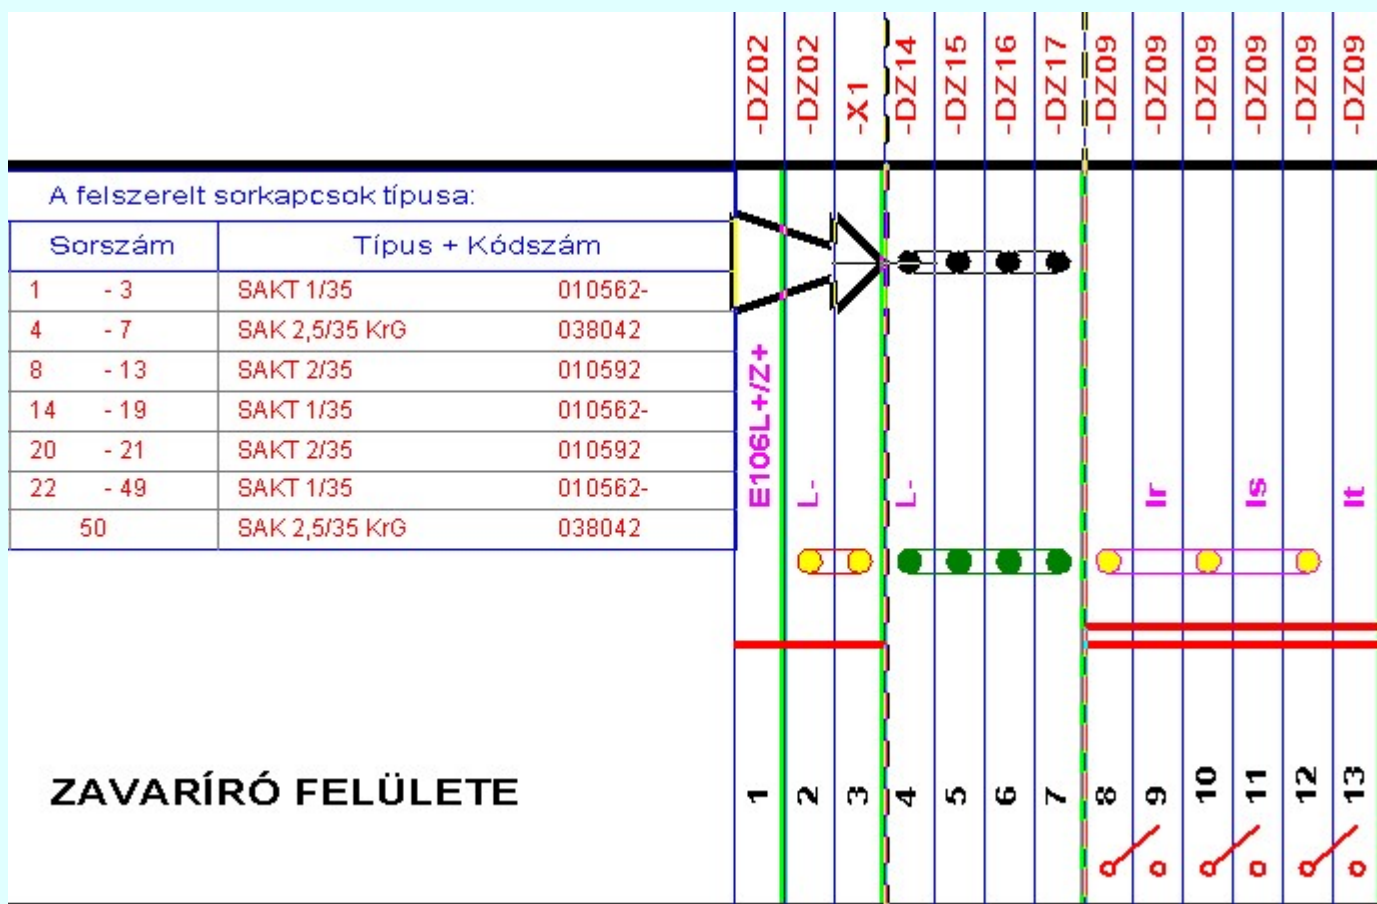 -DZ02
-DZ02
-X1
-DZ14
-DZ15
-DZ16
-DZ17
-DZ09
-DZ09
-DZ09
-DZ09
-DZ09
-DZ09
A felszerelt sorkapcsok típusa:
Sorszám Típus + Kódszám
1 - 3 SAKT 1/35 010562-
4 - 7 SAK 2,5/35 KrG 038042
8 - 13 SAKT 2/35 010592
14 - 19 SAKT 1/35 010562-
20 - 21 SAKT 2/35 010592
22 - 49 SAKT 1/35 010562-
50 SAK 2,5/35 KrG 038042
E106L+/Z+
L-
L-
Ir
Is
It
ZAVARÍRÓ FELÜLETE
1
2
3
4
5
6
7
8
9
10
11
12
13